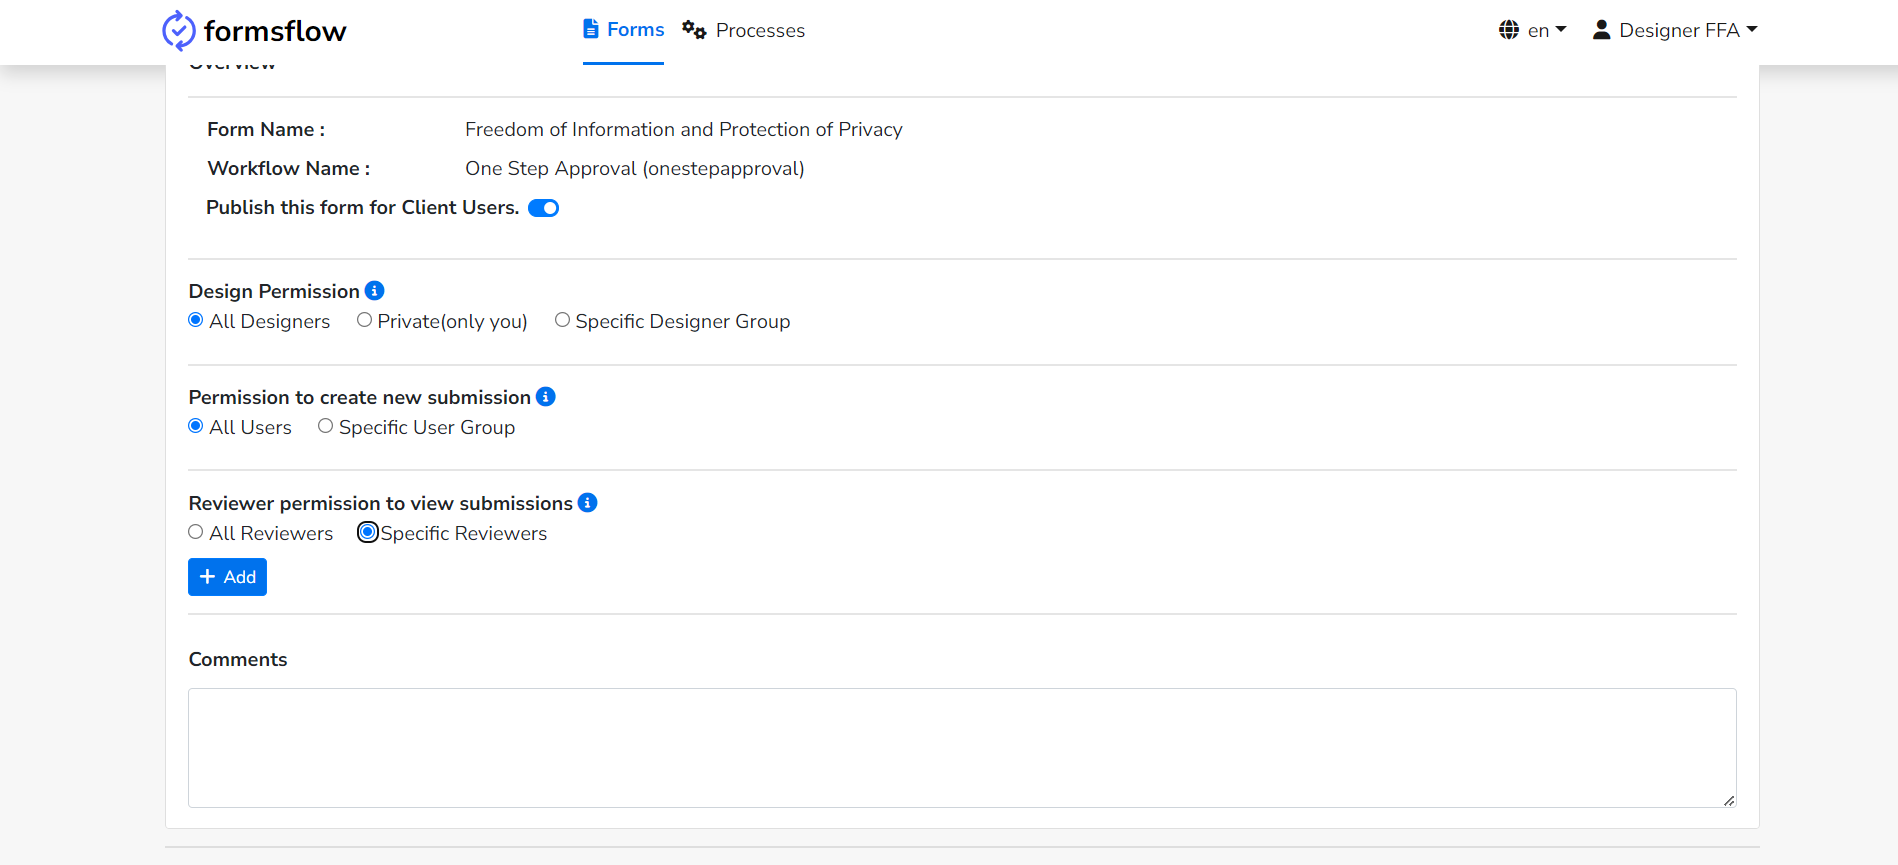 formsflow
Forms
Processes
en
Designer FFA
Overview
Form Name :
Freedom of Information and Protection of Privacy
Workflow Name :
One Step Approval (onestepapproval)
Publish this form for Client Users.
Design Permission
All Designers
Private(only you)
Specific Designer Group
Permission to create new submission
All Users
Specific User Group
Reviewer permission to view submissions
All Reviewers
Specific Reviewers
+ Add
Comments